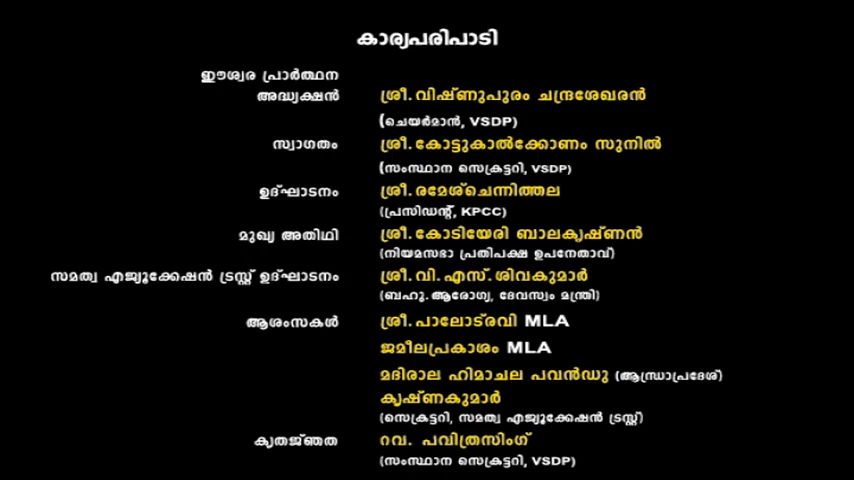 കാര്യപരിപാടി
ഈശ്വര പ്രാർത്ഥന
അദ്ധ്യക്ഷൻ ശ്രീ. വിഷ്ണുപുരം ചന്ദ്രശേഖരൻ
(ചെയർമാൻ, VSDP)
സ്വാഗതം ശ്രീ. കോട്ടുകാൽക്കോണം സുനിൽ
(സംസ്ഥാന സെക്രട്ടറി, VSDP)
ഉദ്ഘാടനം ശ്രീ. രമേശ്ചെന്നിത്തല
(പ്രസിഡന്റ്, KPCC)
മുഖ്യ അതിഥി ശ്രീ. കോടിയേരി ബാലകൃഷ്ണൻ
(നിയമസഭാ പ്രതിപക്ഷ ഉപനേതാവ്)
സമത്വ എജ്യൂക്കേഷൻ ട്രസ്റ്റ് ഉദ്ഘാടനം ശ്രീ. വി. എസ്. ശിവകുമാർ
(ബഹു. ആരോഗ്യ, ദേവസ്വം മന്ത്രി)
ആശംസകൾ ശ്രീ. പാലോട്രവി MLA
ജമീലപ്രകാശം MLA
മദിരാല ഹിമാചല പവൻഡു (ആന്ധ്രാപ്രദേശ്)
കൃഷ്ണകുമാർ
(സെക്രട്ടറി, സമത്വ എജ്യൂക്കേഷൻ ട്രസ്റ്റ്)
കൃതജ്ഞത റവ. പവിത്രസിംഗ്
(സംസ്ഥാന സെക്രട്ടറി, VSDP)